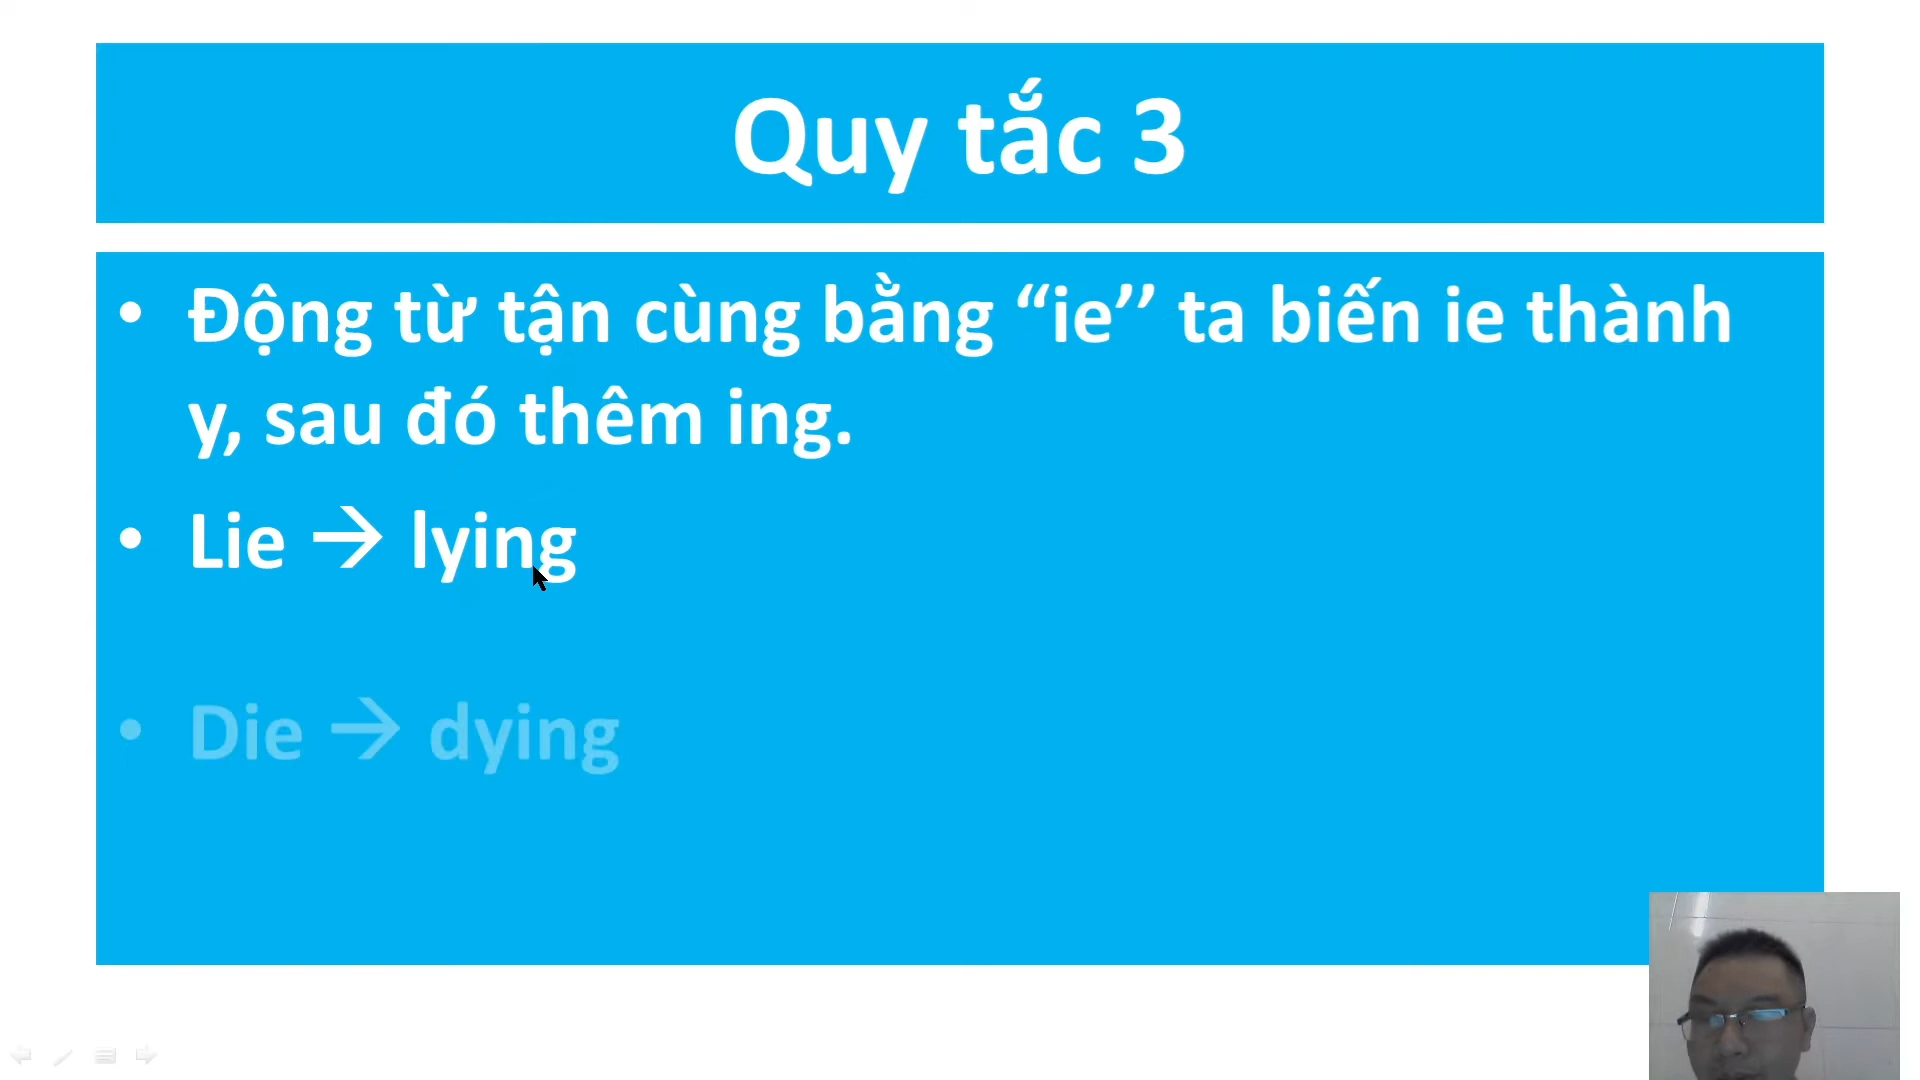 Quy tắc 3
• Động từ tận cùng bằng “ie’’ ta biến ie thành
y, sau đó thêm ing.
• Lie → lying
• Die → dying